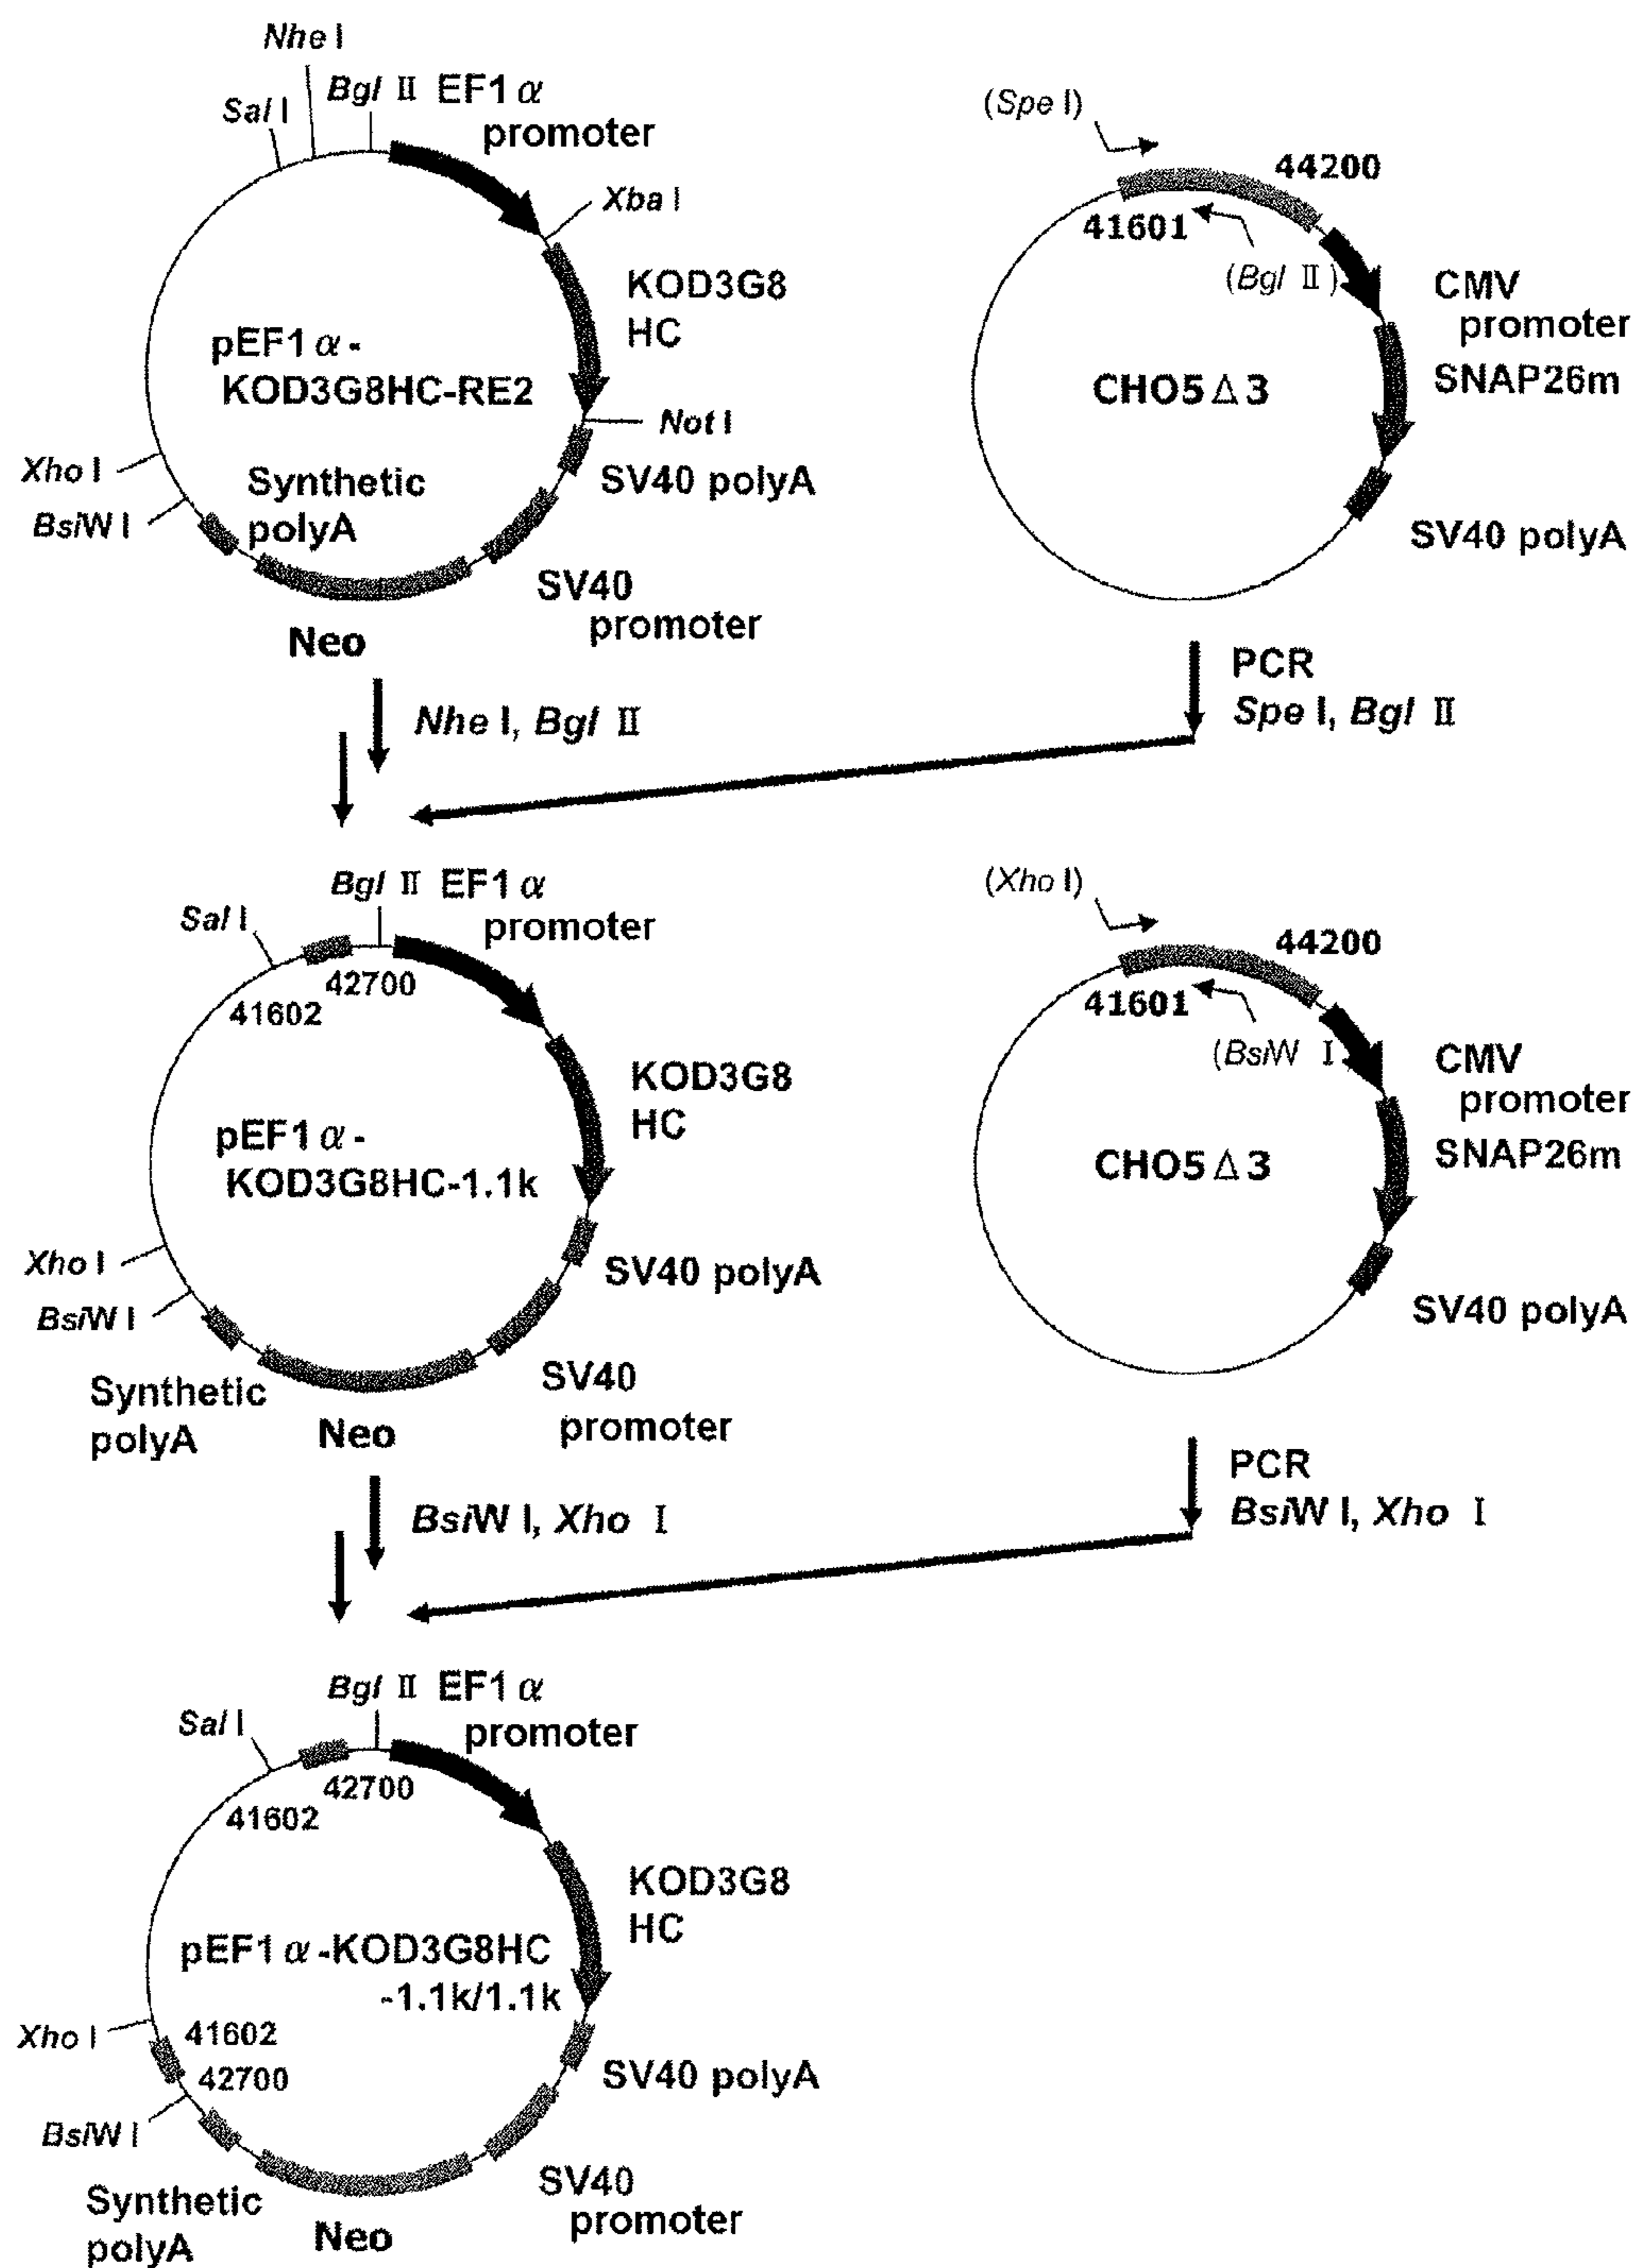 Nhe I
Sal I
Bgl II EF1α
promoter
Xba I
KOD3G8
HC
pEF1α-
KOD3G8HC-RE2
Not I
Xho I
BsiW I
Synthetic
polyA
SV40 polyA
SV40
promoter
Neo
(Spe I)
44200
41601
(Bgl II)
CMV
promoter
SNAP26m
CHO5Δ3
SV40 polyA
Nhe I, Bgl II
PCR
Spe I, Bgl II
Bgl II EF1α
promoter
Sal I
42700
41602
KOD3G8
HC
pEF1α-
KOD3G8HC-1.1k
Xho I
BsiW I
SV40 polyA
Synthetic
polyA
Neo
SV40
promoter
(Xho I)
44200
41601
(BsiW I)
CMV
promoter
SNAP26m
CHO5Δ3
SV40 polyA
BsiW I, Xho I
PCR
BsiW I, Xho I
Bgl II EF1α
promoter
Sal I
42700
41602
KOD3G8
HC
pEF1α-KOD3G8HC
-1.1k/1.1k
Xho I
41602
42700
BsiW I
SV40 polyA
Synthetic
polyA
Neo
SV40
promoter